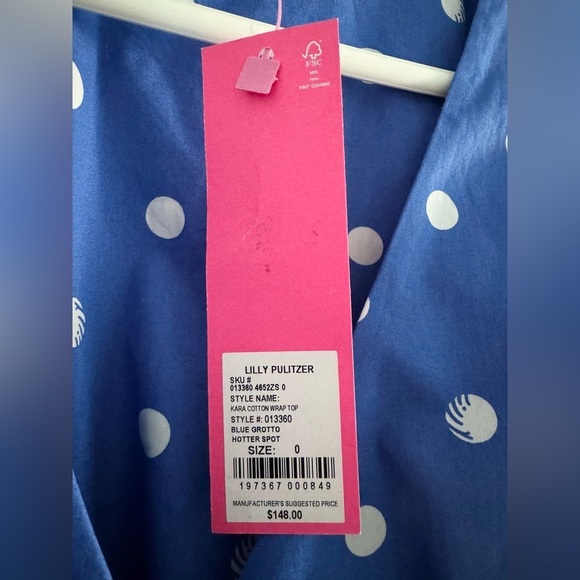 FSC
MIX
LILLY PULITZER
SKU #
013360 4652ZS 0
STYLE NAME:
KARA COTTON WRAP TOP
STYLE #: 013360
BLUE GROTTO
HOTTER SPOT
SIZE: 0
197367 000849
MANUFACTURER'S SUGGESTED PRICE
$148.00